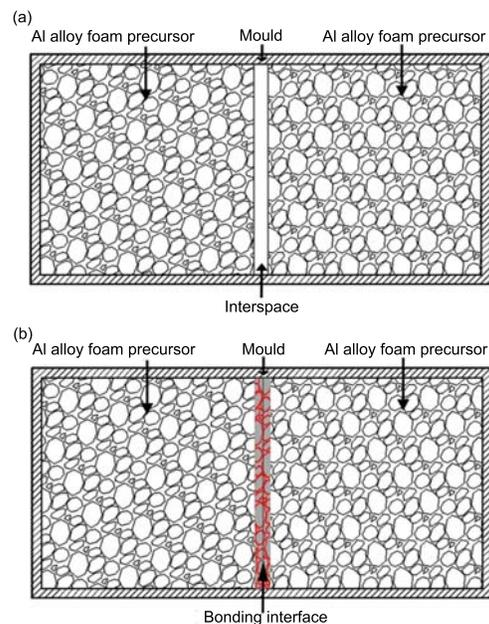 (a)
Al alloy foam precursor Mould Al alloy foam precursor
Interspace
(b)
Al alloy foam precursor Mould Al alloy foam precursor
Bonding interface